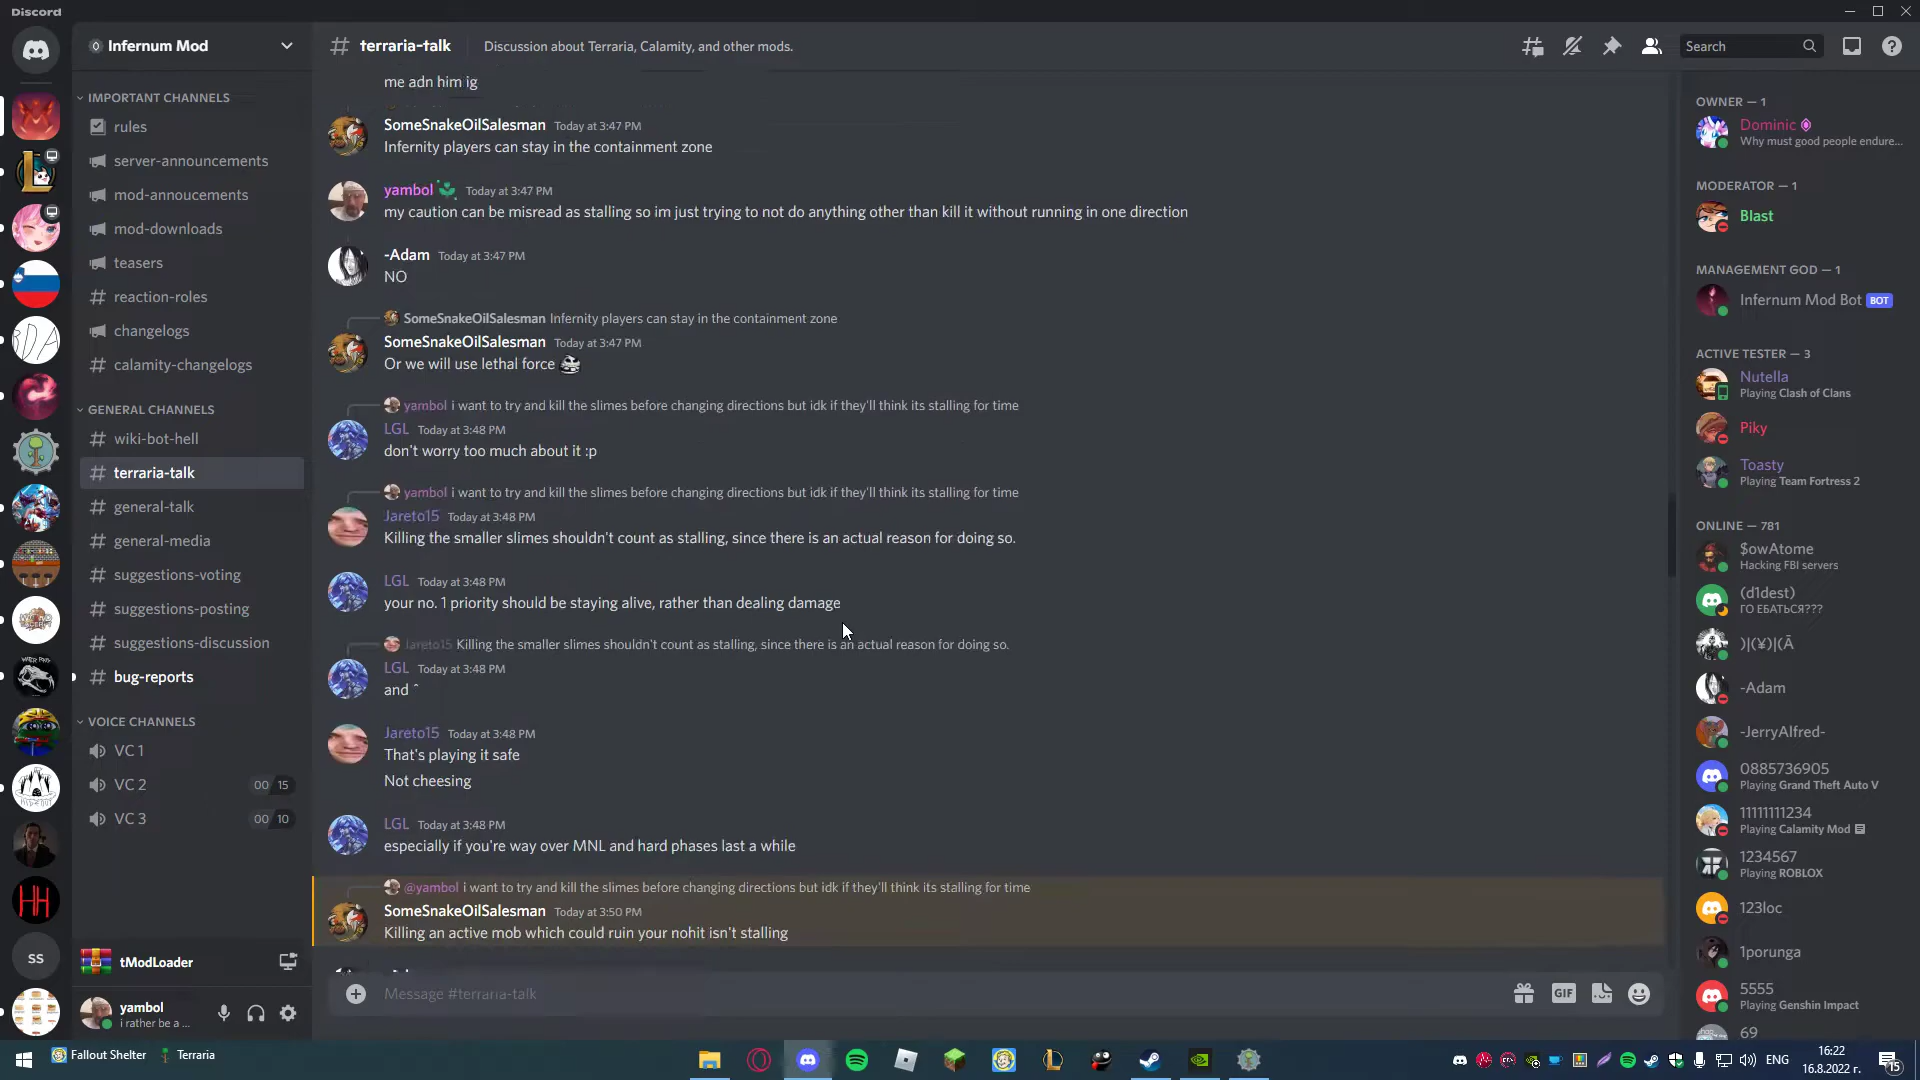 Discord
Infernum Mod
terraria-talk
Discussion about Terraria, Calamity, and other mods.
Search
IMPORTANT CHANNELS
rules
server-announcements
mod-annoucements
mod-downloads
teasers
reaction-roles
changelogs
calamity-changelogs
GENERAL CHANNELS
wiki-bot-hell
terraria-talk
general-talk
general-media
suggestions-voting
suggestions-posting
suggestions-discussion
bug-reports
VOICE CHANNELS
VC 1
VC 2
00 15
VC 3
00 10
tModLoader
yambol
i rather be a ...
SS
HH
me adn him ig
SomeSnakeOilSalesman Today at 3:47 PM
Infernity players can stay in the containment zone
yambol Today at 3:47 PM
my caution can be misread as stalling so im just trying to not do anything other than kill it without running in one direction
-Adam Today at 3:47 PM
NO
SomeSnakeOilSalesman Infernity players can stay in the containment zone
SomeSnakeOilSalesman Today at 3:47 PM
Or we will use lethal force
yambol i want to try and kill the slimes before changing directions but idk if they'll think its stalling for time
LGL Today at 3:48 PM
don't worry too much about it :p
yambol i want to try and kill the slimes before changing directions but idk if they'll think its stalling for time
Jareto15 Today at 3:48 PM
Killing the smaller slimes shouldn't count as stalling, since there is an actual reason for doing so.
LGL Today at 3:48 PM
your no. 1 priority should be staying alive, rather than dealing damage
Jareto15 Killing the smaller slimes shouldn't count as stalling, since there is an actual reason for doing so.
LGL Today at 3:48 PM
and ^
Jareto15 Today at 3:48 PM
That's playing it safe
Not cheesing
LGL Today at 3:48 PM
especially if you're way over MNL and hard phases last a while
@yambol i want to try and kill the slimes before changing directions but idk if they'll think its stalling for time
SomeSnakeOilSalesman Today at 3:50 PM
Killing an active mob which could ruin your nohit isn't stalling
Message #terraria-talk
GIF
OWNER — 1
Dominic
Why must good people endure...
MODERATOR — 1
Blast
MANAGEMENT GOD — 1
Infernum Mod Bot BOT
ACTIVE TESTER — 3
Nutella
Playing Clash of Clans
Piky
Toasty
Playing Team Fortress 2
ONLINE — 781
$owAtome
Hacking FBI servers
(d1dest)
ГО ЕБАТЬСЯ???
)|(¥)|(Ā
-Adam
-JerryAlfred-
0885736905
Playing Grand Theft Auto V
11111111234
Playing Calamity Mod
1234567
Playing ROBLOX
123loc
1porunga
5555
Playing Genshin Impact
69
Fallout Shelter
Terraria
ENG
16:22
16.8.2022 г.
15